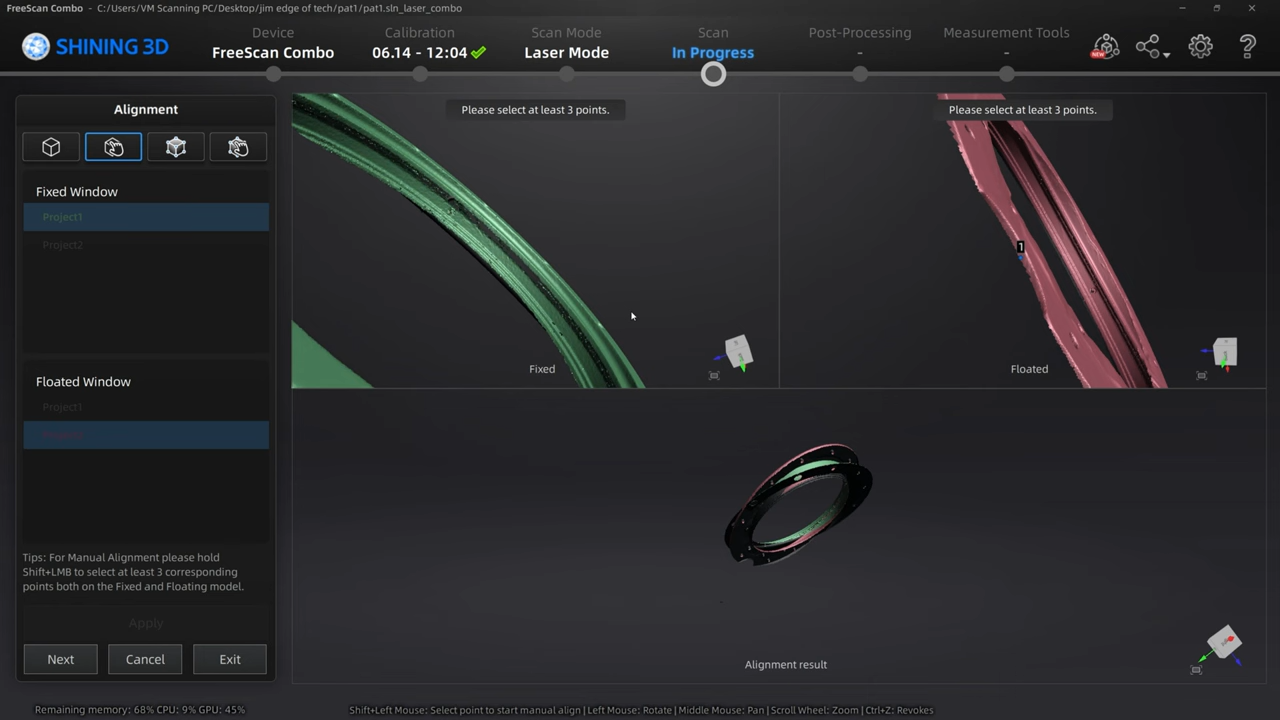 FreeScan Combo - C:/Users/VM Scanning PC/Desktop/jim edge of tech/pat1/pat1.sln_laser_combo
SHINING 3D
Device
FreeScan Combo
Calibration
06.14 - 12:04
Scan Mode
Laser Mode
Scan
In Progress
Post-Processing
-
Measurement Tools
-
NEW
Alignment
Fixed Window
Project1
Project2
Floated Window
Project1
Tips: For Manual Alignment please hold
Shift+LMB to select at least 3 corresponding
points both on the Fixed and Floating model.
Apply
Next
Cancel
Exit
Please select at least 3 points.
Fixed
Please select at least 3 points.
1
Floated
Alignment result
Remaining memory: 68% CPU: 9% GPU: 45%
Shift+Left Mouse: Select point to start manual align | Left Mouse: Rotate | Middle Mouse: Pan | Scroll Wheel: Zoom | Ctrl+Z: Revokes